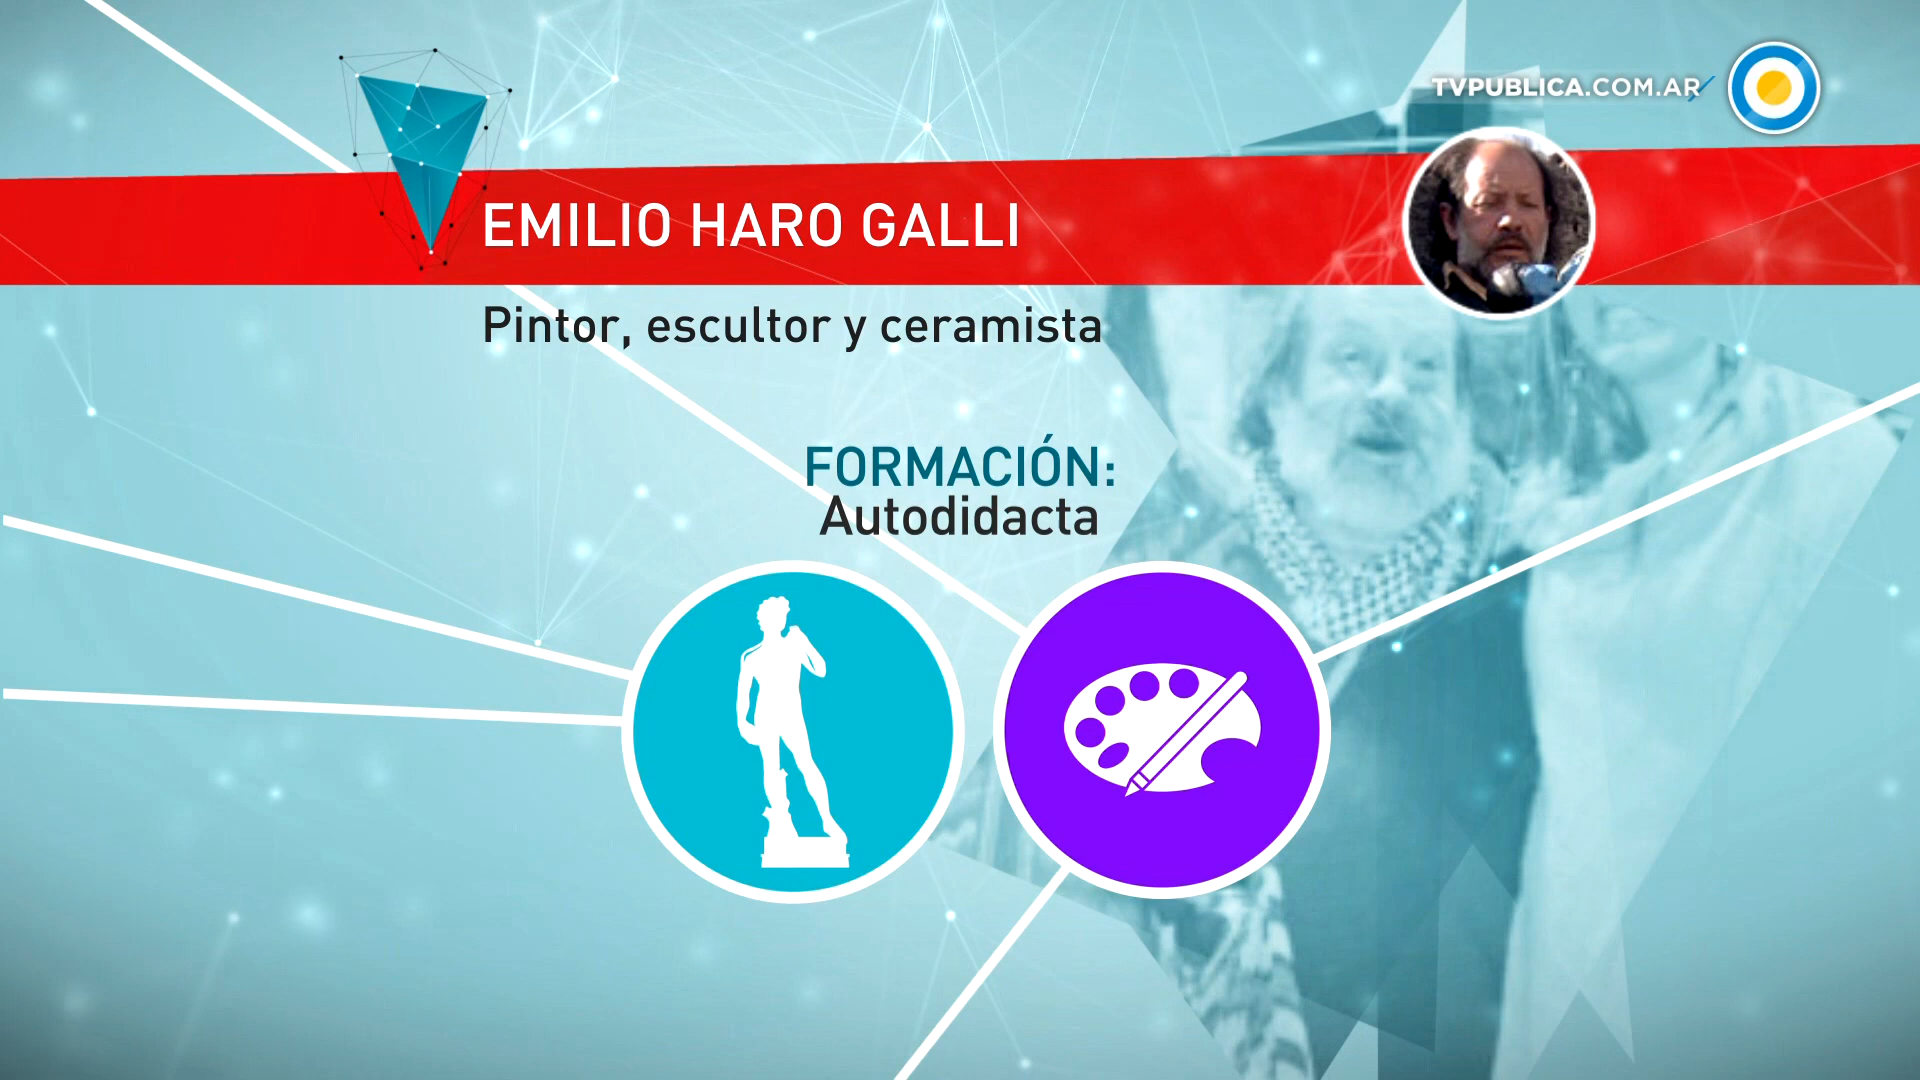 TVPUBLICA.COM.AR
EMILIO HARO GALLI
Pintor, escultor y ceramista
FORMACIÓN:
Autodidacta